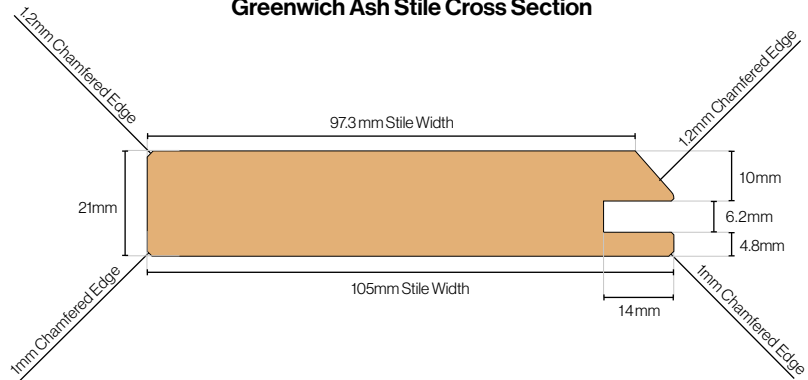 Greenwich Ash Stile Cross Section
1.2mm Chamfered Edge
1.2mm Chamfered Edge
97.3mm Stile Width
21mm
10mm
6.2mm
4.8mm
105mm Stile Width
14mm
1mm Chamfered Edge
1mm Chamfered Edge